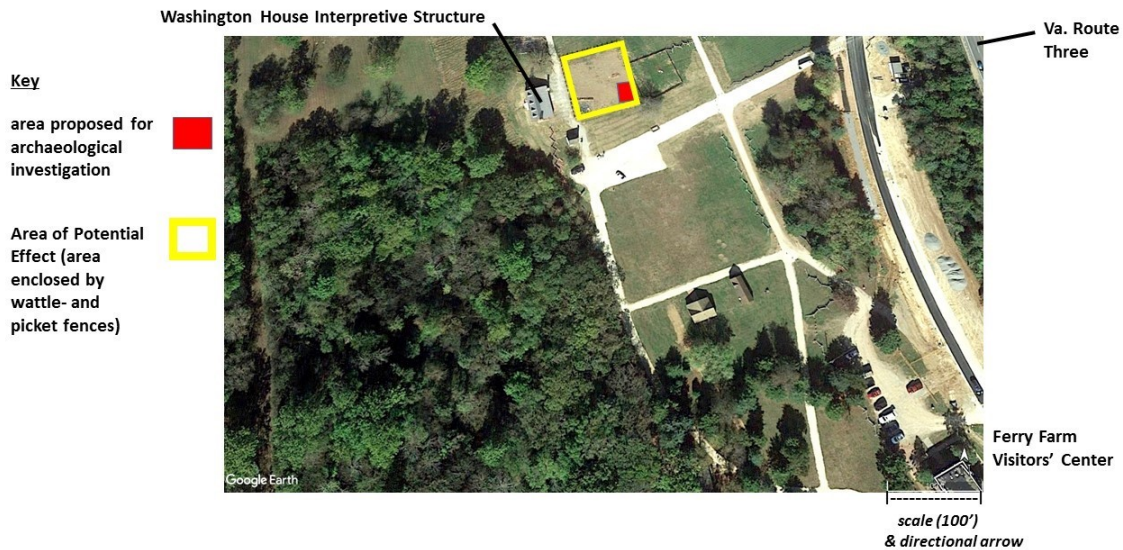 Washington House Interpretive Structure
Va. Route
Three
Key
area proposed for
archaeological
investigation
Area of Potential
Effect (area
enclosed by
wattle- and
picket fences)
Ferry Farm
Visitors’ Center
Google Earth
scale (100’)
& directional arrow